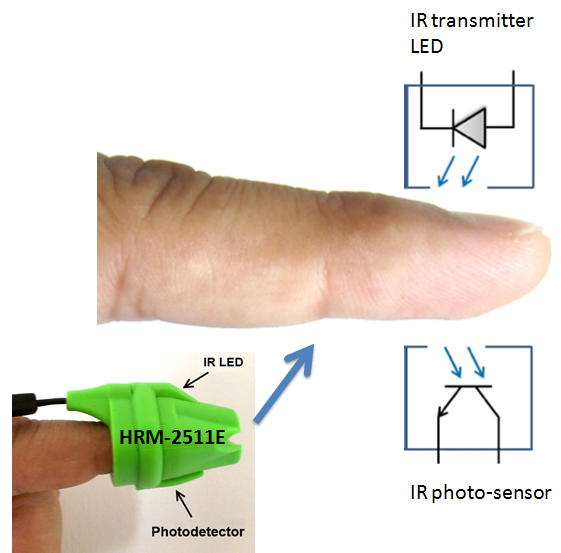 IR transmitter
LED
IR LED
HRM-2511E
Photodetector
IR photo-sensor